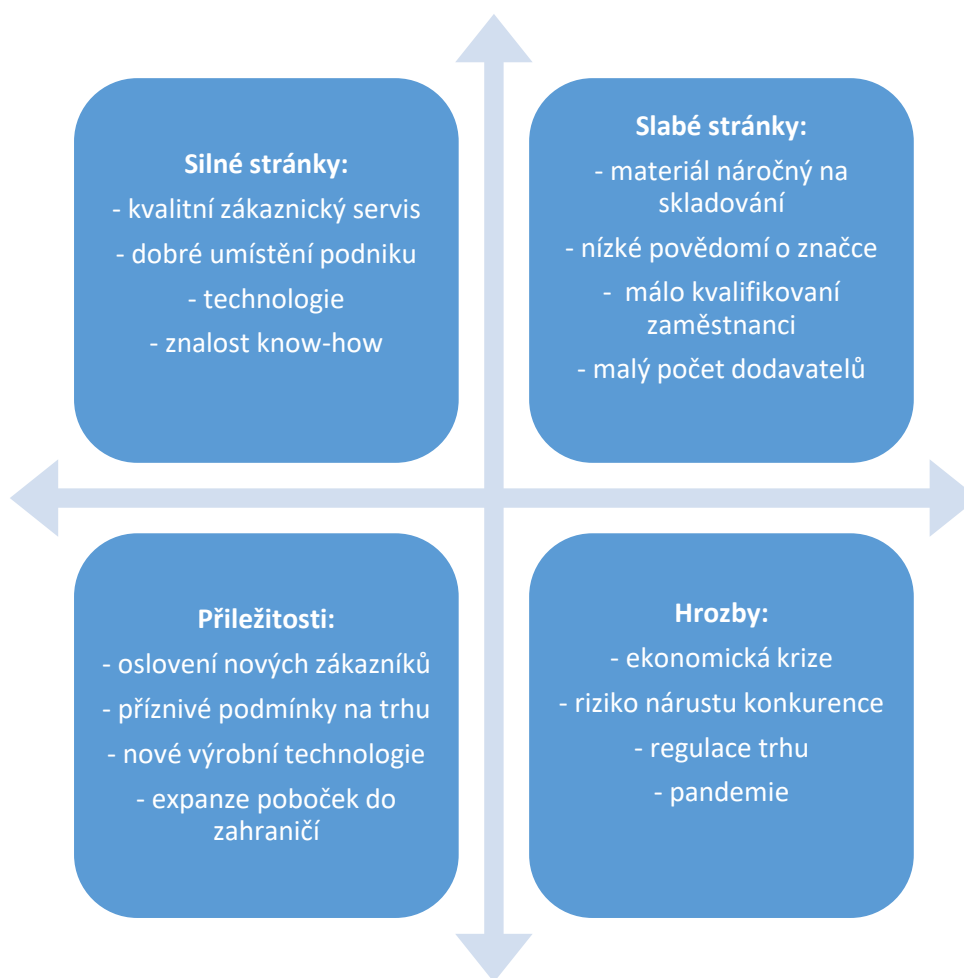 Silné stránky:
- kvalitní zákaznický servis
- dobré umístění podniku
- technologie
- znalost know-how
Slabé stránky:
- materiál náročný na
skladování
- nízké povědomí o značce
- málo kvalifikovaní
zaměstnanci
- malý počet dodavatelů
Přiležitosti:
- oslovení nových zákazníků
- příznivé podmínky na trhu
- nové výrobní technologie
- expanze poboček do
zahraničí
Hrozby:
- ekonomická krize
- riziko nárustu konkurence
- regulace trhu
- pandemie